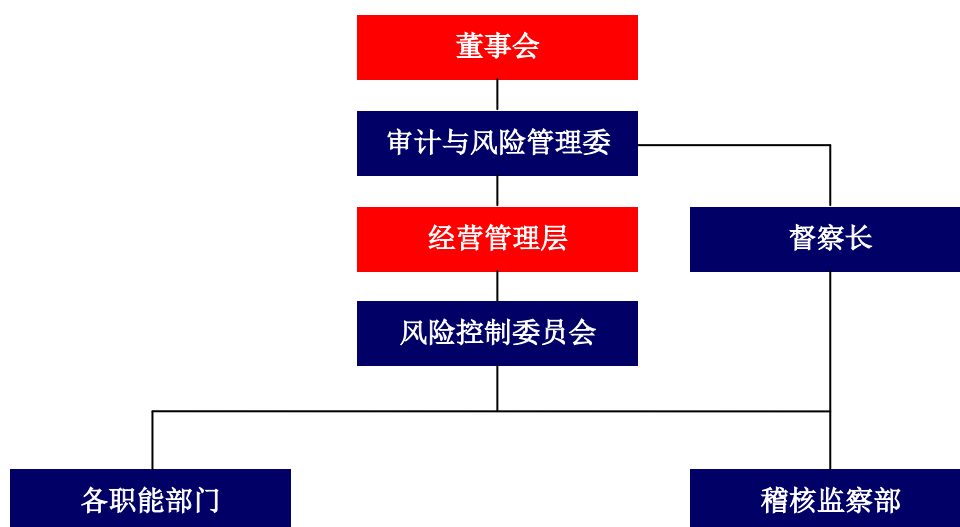 董事会
审计与风险管理委
经营管理层
督察长
风险控制委员会
各职能部门
稽核监察部